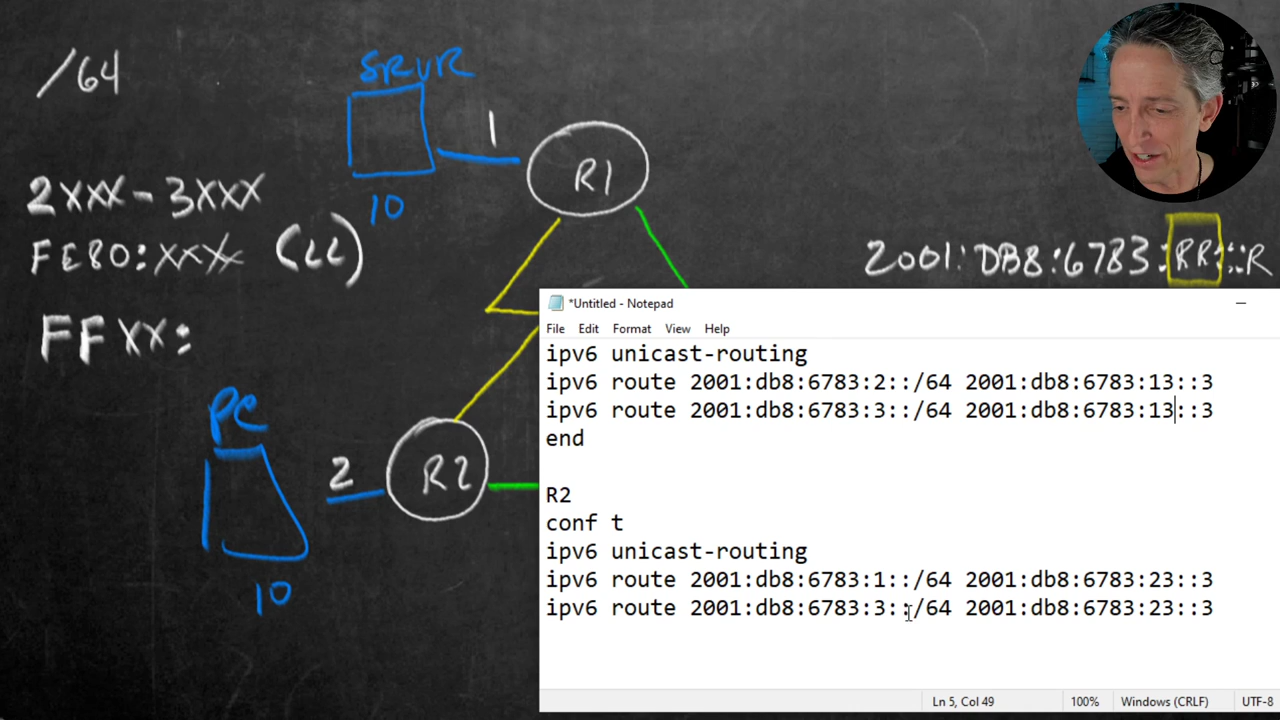 /64
SRVR
1
R1
10
2XXX - 3XXX
FE80:XXX (LL)
FFXX:
2001:DB8:6783:RR::R
PC
2
R2
10
*Untitled - Notepad
File Edit Format View Help
ipv6 unicast-routing
ipv6 route 2001:db8:6783:2::/64 2001:db8:6783:13::3
ipv6 route 2001:db8:6783:3::/64 2001:db8:6783:13::3
end
R2
conf t
ipv6 unicast-routing
ipv6 route 2001:db8:6783:1::/64 2001:db8:6783:23::3
ipv6 route 2001:db8:6783:3::/64 2001:db8:6783:23::3
Ln 5, Col 49 100% Windows (CRLF) UTF-8